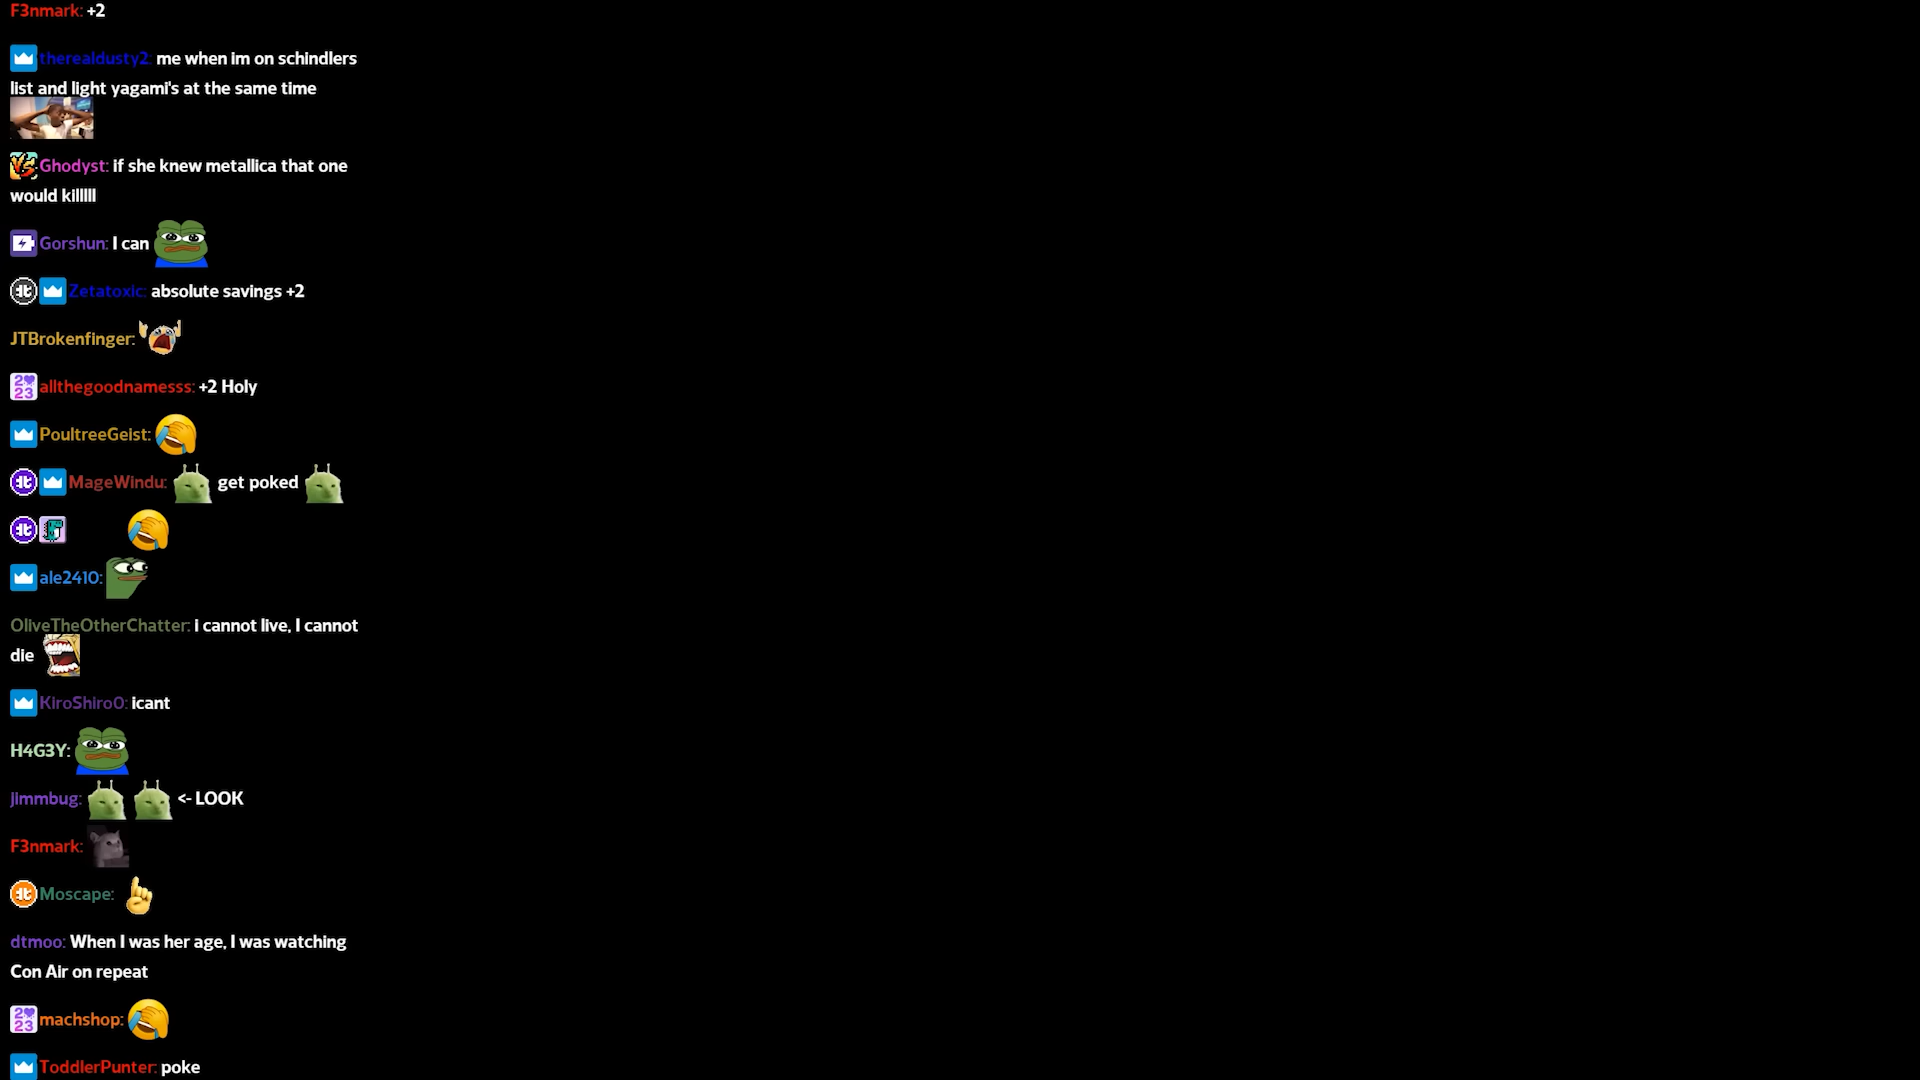 F3nmark: +2
therealdusty2: me when im on schindlers
list and light yagami's at the same time
Ghodyst: if she knew metallica that one
would killlll
Gorshun: I can
Zetatoxic: absolute savings +2
JTBrokenfinger:
allthegoodnamesss: +2 Holy
PoultreeGeist:
MageWindu: get poked
ale2410:
OliveTheOtherChatter: i cannot live, I cannot
die
KiroShiro0: icant
H4G3Y:
jimmbug: <- LOOK
F3nmark:
Moscape:
dtmoo: When I was her age, I was watching
Con Air on repeat
machshop:
ToddlerPunter: poke